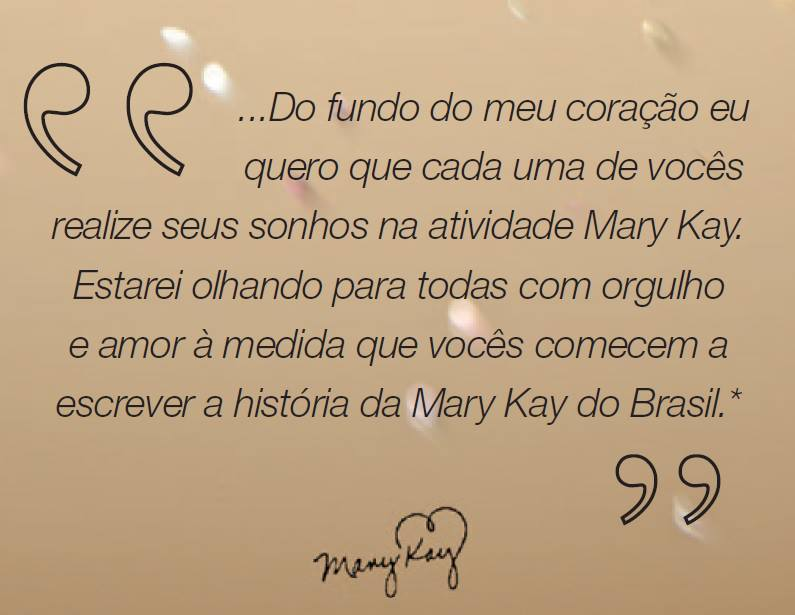 ...Do fundo do meu coração eu
quero que cada uma de vocês
realize seus sonhos na atividade Mary Kay.
Estarei olhando para todas com orgulho
e amor à medida que vocês comecem a
escrever a história da Mary Kay do Brasil.*
Mary Kay